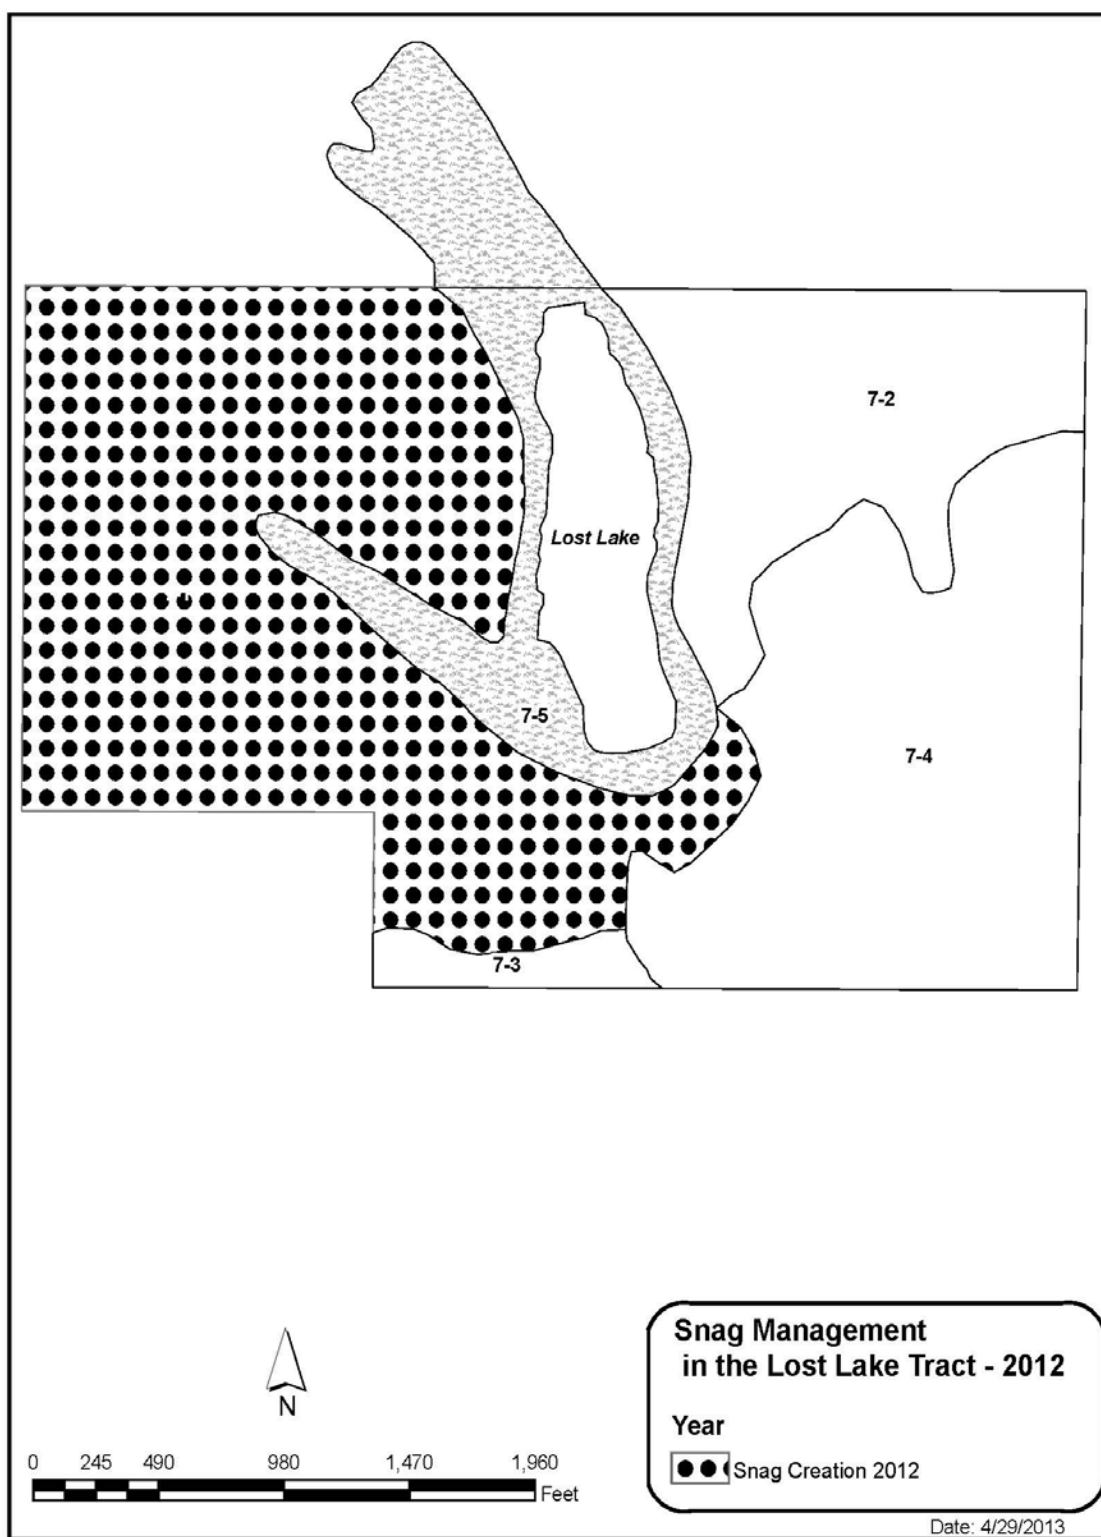 7-2
Lost Lake
7-5
7-4
7-3
N
0 245 490 980 1,470 1,960
Feet
Snag Management
in the Lost Lake Tract - 2012
Year
Snag Creation 2012
Date: 4/29/2013